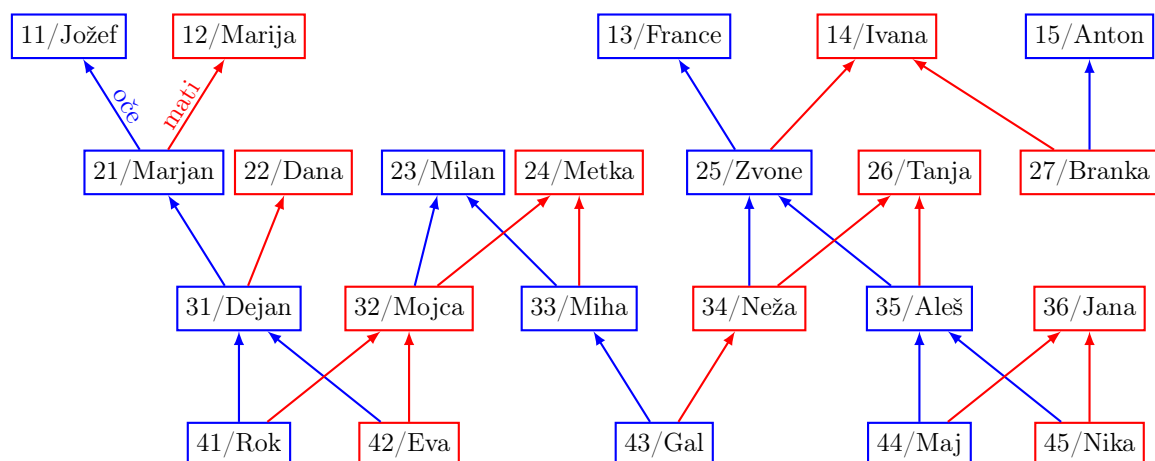 11/Jožef
12/Marija
13/France
14/Ivana
15/Anton
oče
mati
21/Marjan
22/Dana
23/Milan
24/Metka
25/Zvone
26/Tanja
27/Branka
31/Dejan
32/Mojca
33/Miha
34/Neža
35/Aleš
36/Jana
41/Rok
42/Eva
43/Gal
44/Maj
45/Nika